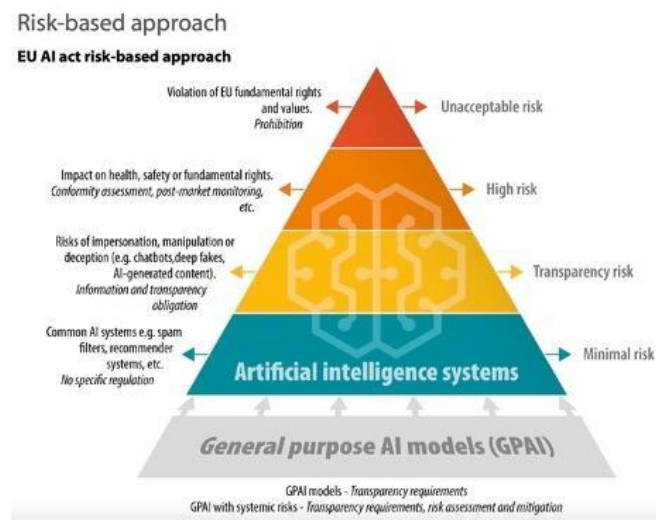 Risk-based approach
EU AI act risk-based approach
Violation of EU fundamental rights
and values.
Prohibition
Unacceptable risk
Impact on health, safety or fundamental rights.
Conformity assessment, post-market monitoring,
etc.
High risk
Risks of impersonation, manipulation or
deception (e.g. chatbots,deep fakes,
AI-generated content).
Information and transparency
obligation
Transparency risk
Common AI systems e.g. spam
filters, recommender
systems, etc.
No specific regulation
Minimal risk
Artificial intelligence systems
General purpose AI models (GPAI)
GPAI models - Transparency requirements
GPAI with systemic risks - Transparency requirements, risk assessment and mitigation